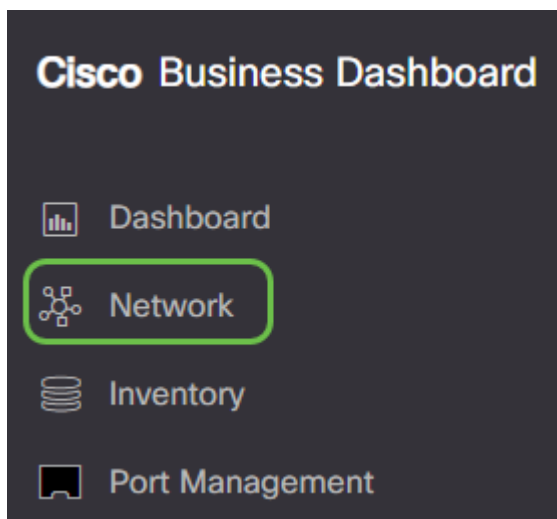 Cisco Business Dashboard
Dashboard
Network
Inventory
Port Management